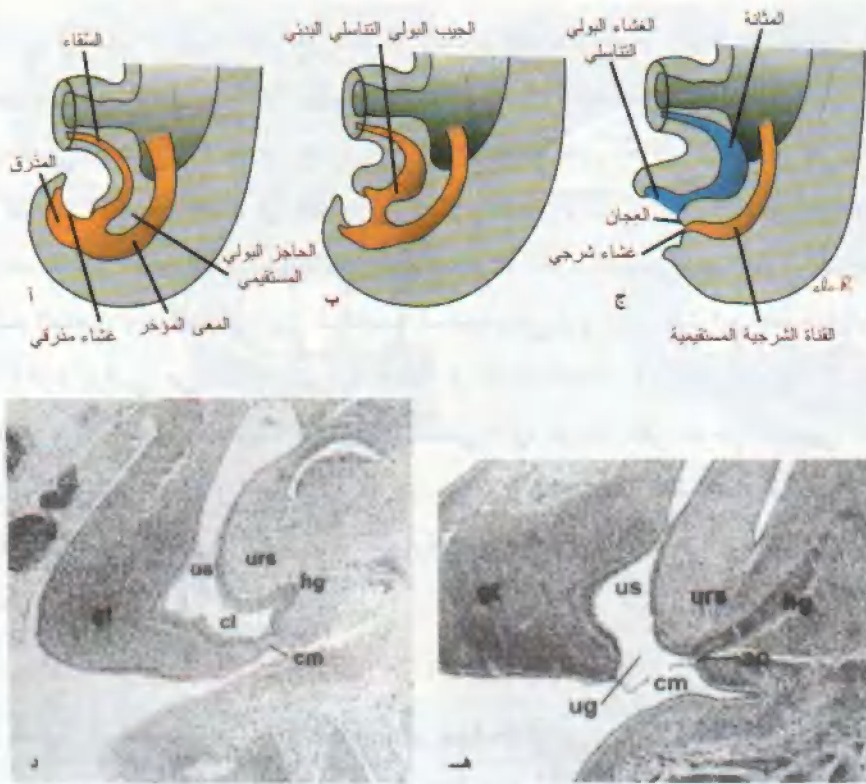 السقاء
المذرق
الحاجز البولي
المستقيمي
أ
غشاء مذرقي
المعى المؤخر
الجيب البولي التناسلي البدني
ب
الغشاء البولي
التناسلي
المثانة
العجان
غشاء شرجي
ج
القناة الشرجية المستقيمية
us
urs
hg
gt
cl
cm
د
gt
us
urs
hg
ao
cm
ug
هـ